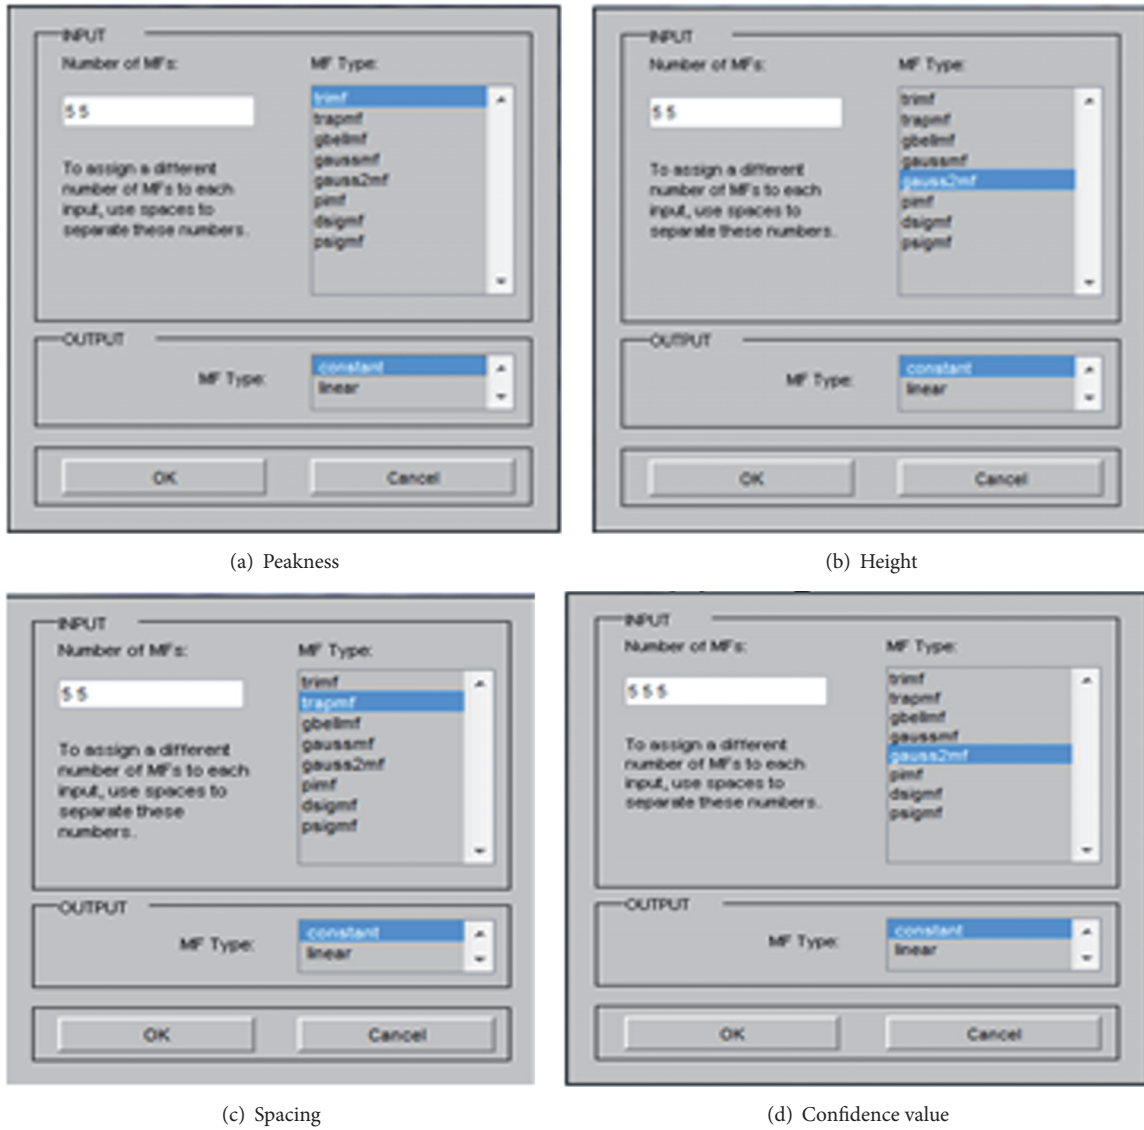 INPUT
Number of MFs:
5 5
To assign a different
number of MFs to each
input, use spaces to
separate these numbers.
MF Type:
trimf
trapmf
gbellmf
gaussmf
gauss2mf
pimf
dsigmf
psigmf
OUTPUT
MF Type:
constant
linear
OK
Cancel
(a) Peakness
INPUT
Number of MFs:
5 5
To assign a different
number of MFs to each
input, use spaces to
separate these numbers.
MF Type:
trimf
trapmf
gbellmf
gaussmf
gauss2mf
pimf
dsigmf
psigmf
OUTPUT
MF Type:
constant
linear
OK
Cancel
(b) Height
INPUT
Number of MFs:
5 5
To assign a different
number of MFs to each
input, use spaces to
separate these
numbers.
MF Type:
trimf
trapmf
gbellmf
gaussmf
gauss2mf
pimf
dsigmf
psigmf
OUTPUT
MF Type:
constant
linear
OK
Cancel
(c) Spacing
INPUT
Number of MFs:
5 5 5
To assign a different
number of MFs to each
input, use spaces to
separate these numbers.
MF Type:
trimf
trapmf
gbellmf
gaussmf
gauss2mf
pimf
dsigmf
psigmf
OUTPUT
MF Type:
constant
linear
OK
Cancel
(d) Confidence value